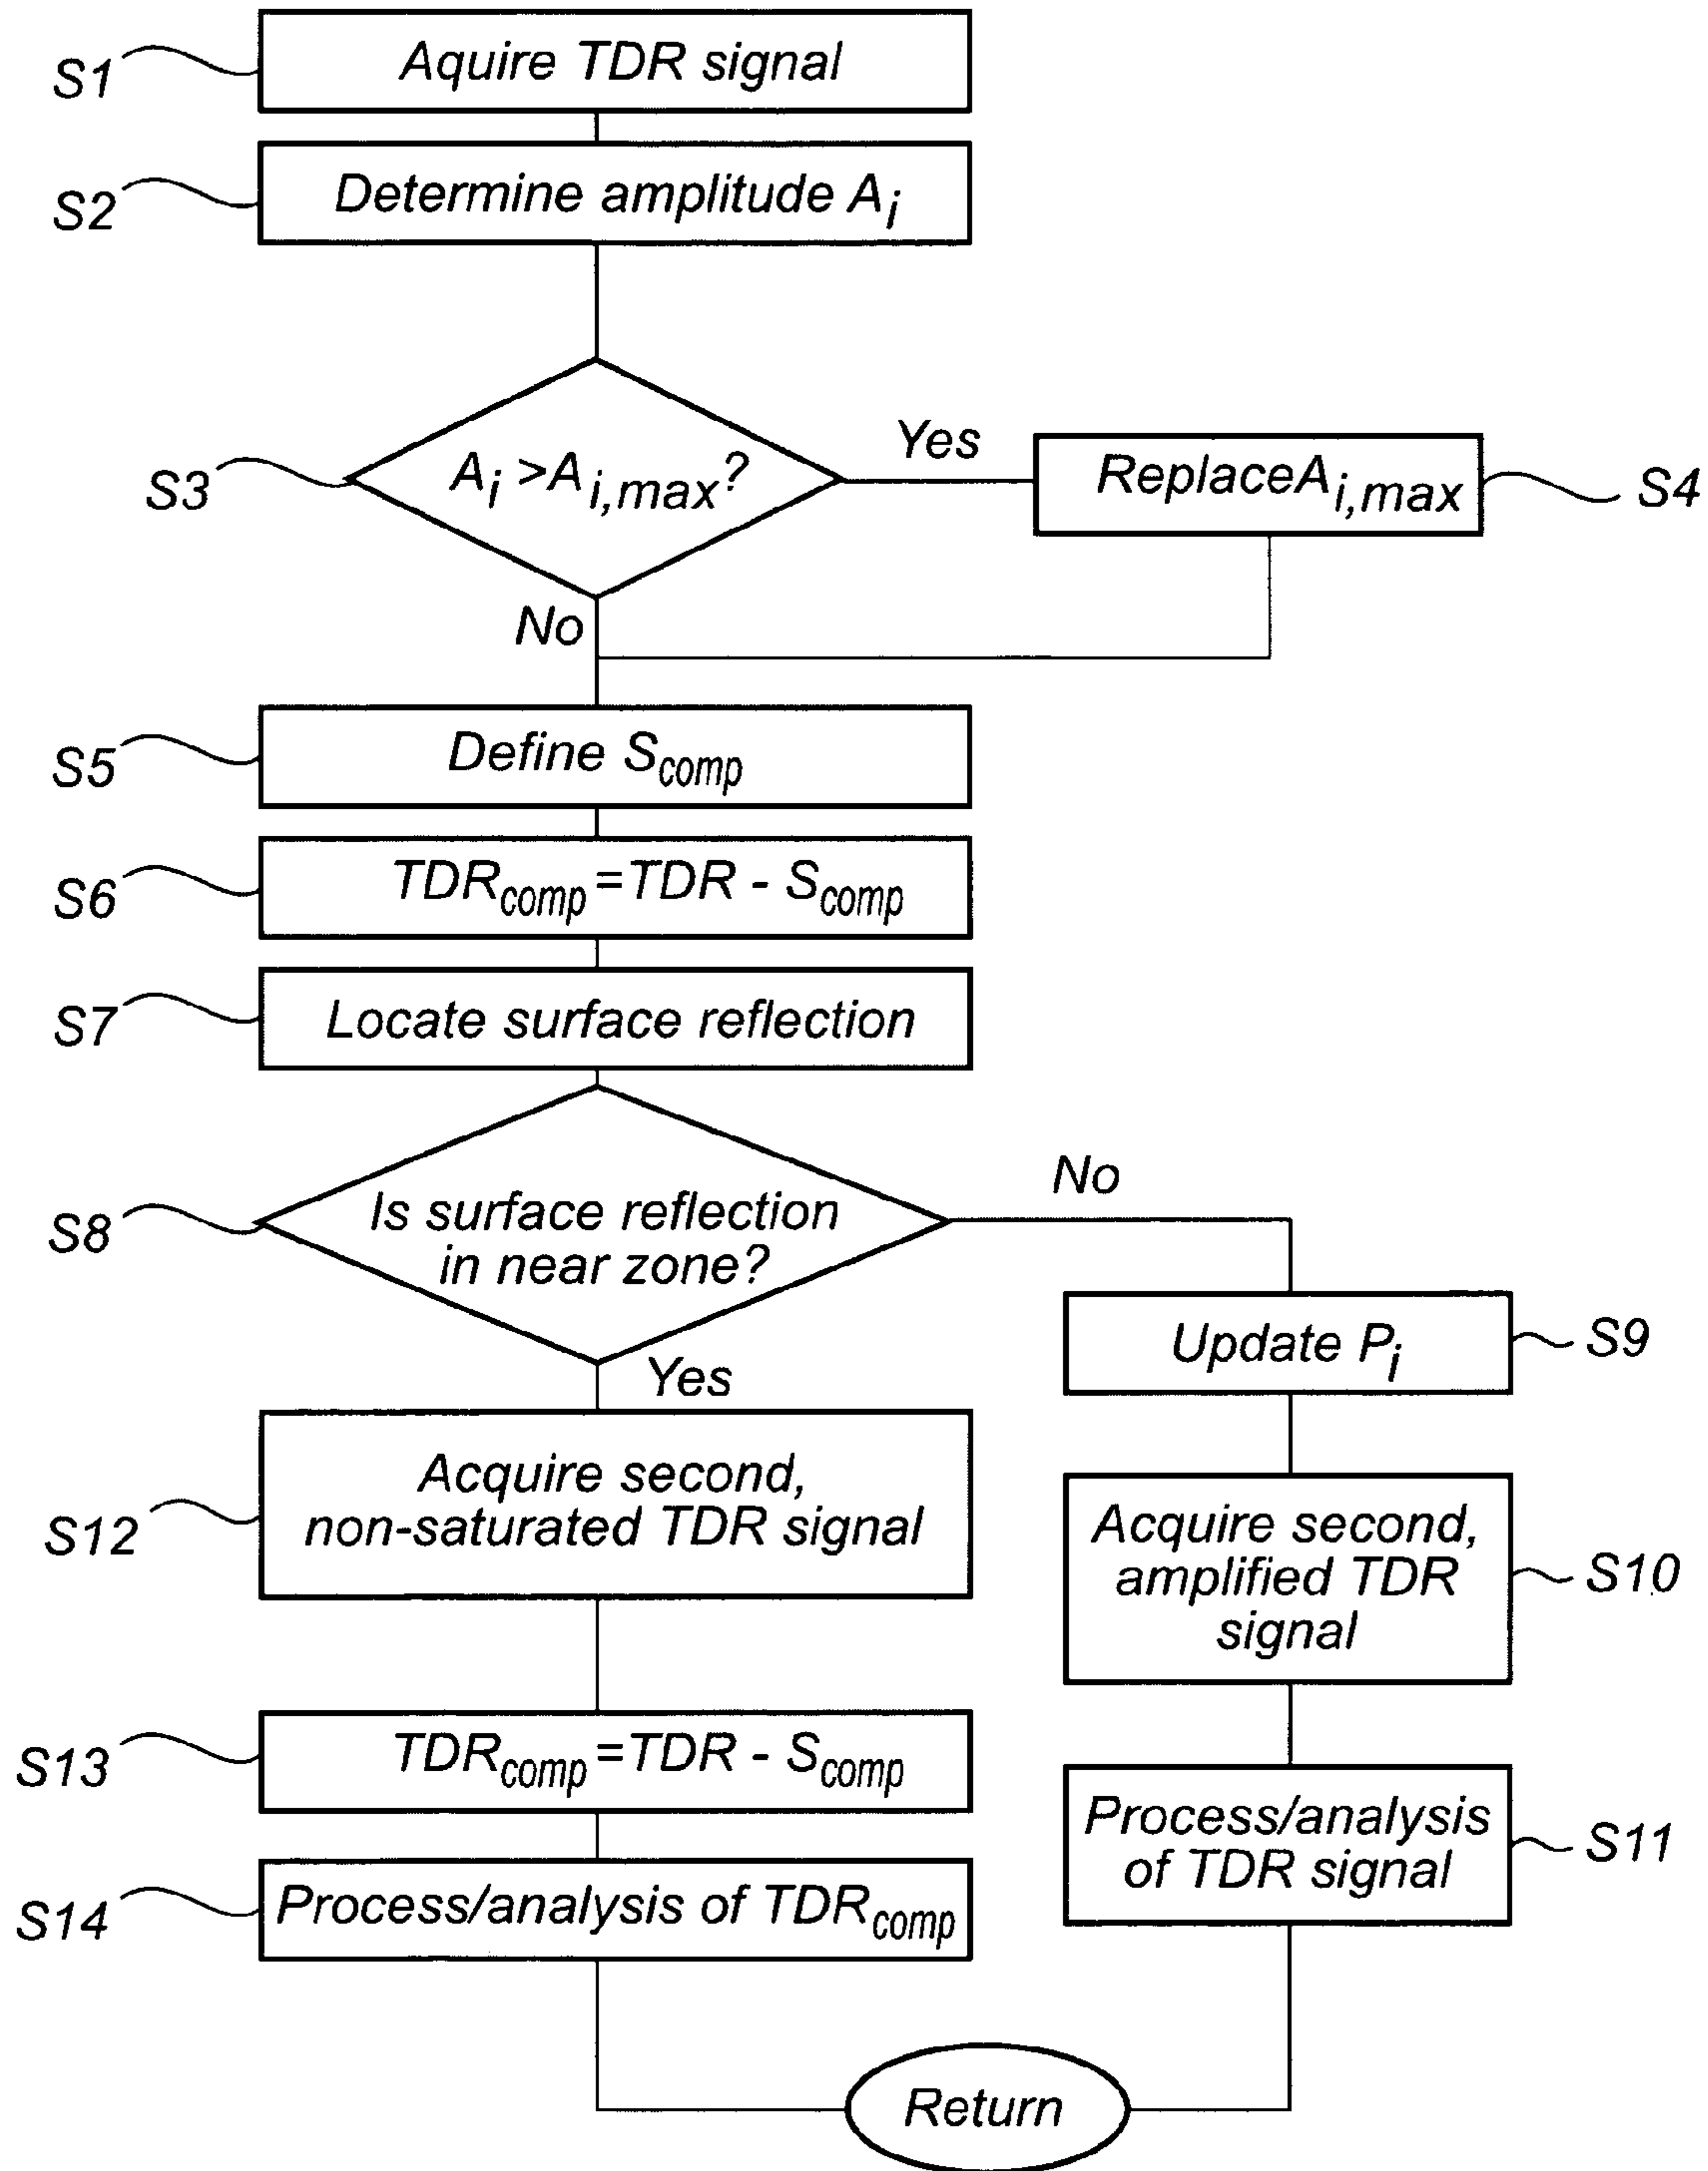 S1
Aquire TDR signal
S2
Determine amplitude Ai
S3
Ai >Ai,max?
Yes
ReplaceAi,max
S4
No
S5
Define Scomp
S6
TDRcomp=TDR - Scomp
S7
Locate surface reflection
S8
Is surface reflection
in near zone?
No
Update Pi
S9
Yes
S12
Acquire second,
non-saturated TDR signal
Acquire second,
amplified TDR
signal
S10
S13
TDRcomp=TDR - Scomp
Process/analysis
of TDR signal
S11
S14
Process/analysis of TDRcomp
Return